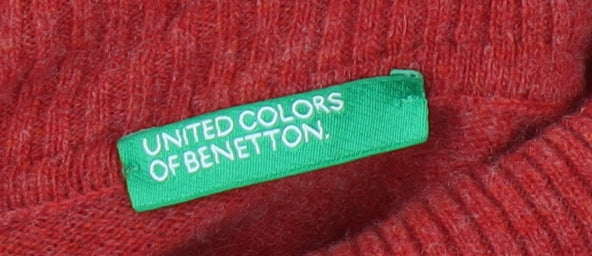 UNITED COLORS
OF BENETTON.